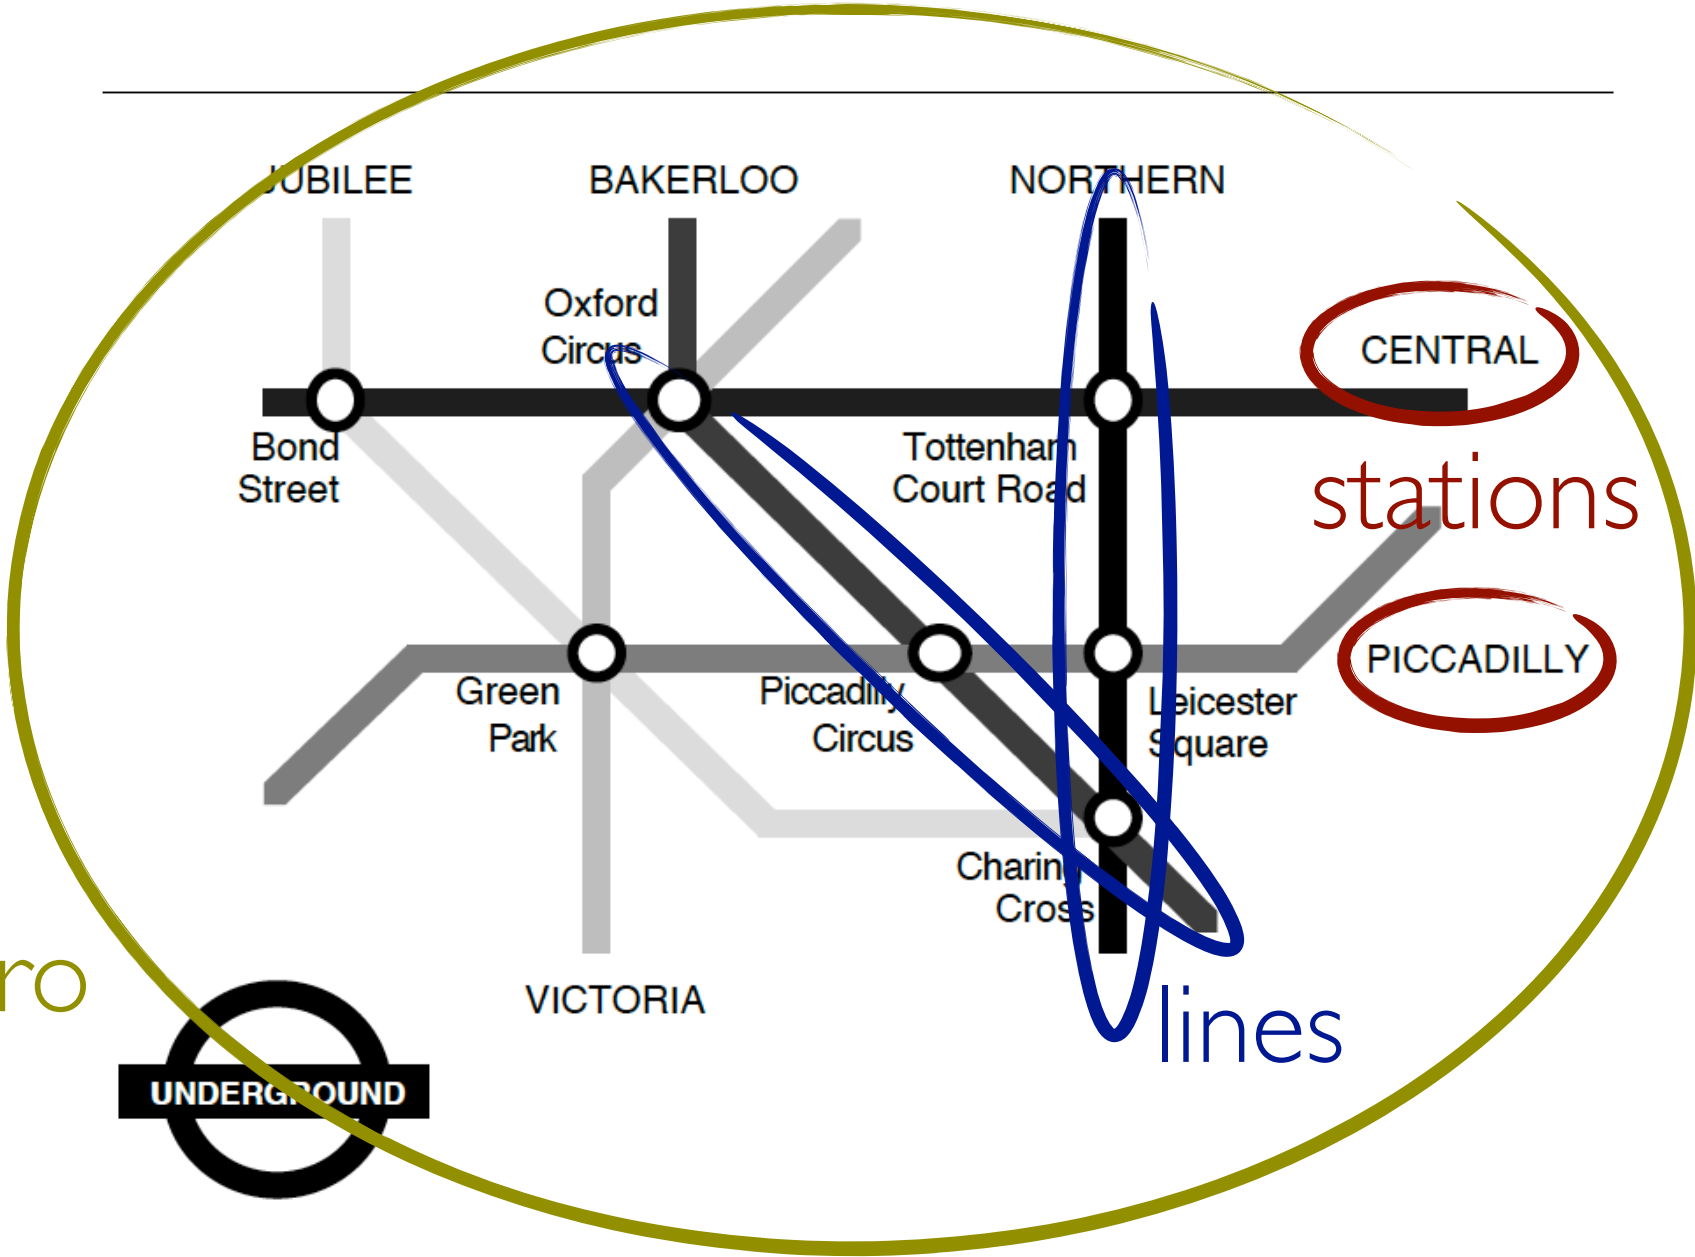 JUBILEE
BAKERLOO
NORTHERN
Oxford
Circus
CENTRAL
Bond
Street
Tottenham
Court Road
stations
PICCADILLY
Green
Park
Piccadilly
Circus
Leicester
Square
Charing
Cross
ro
VICTORIA
lines
UNDERGROUND